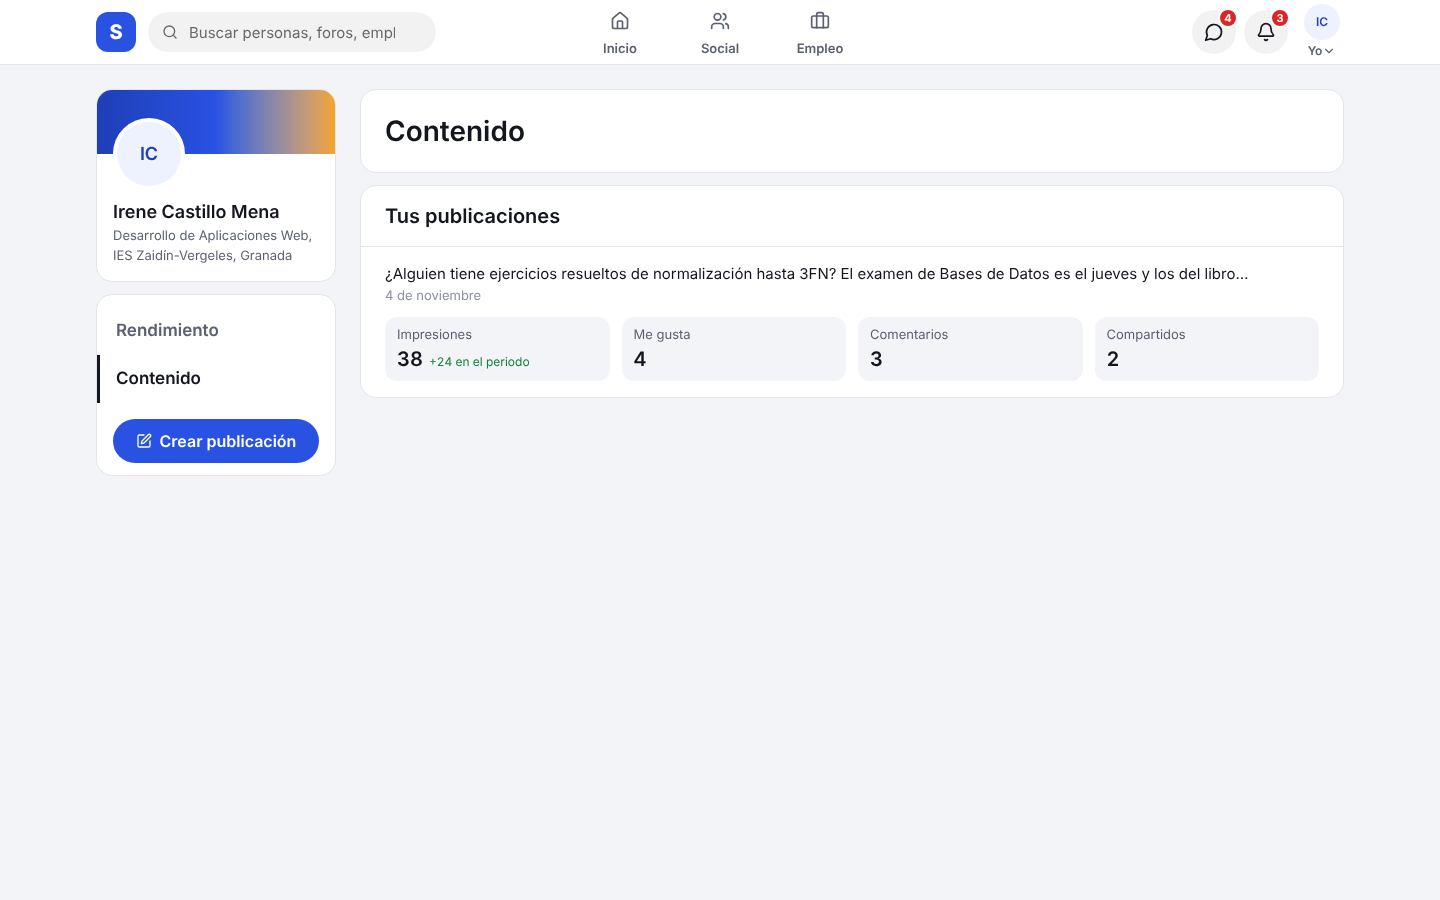 S
Buscar personas, foros, empl
Inicio
Social
Empleo
4
3
IC
Yo
IC
Irene Castillo Mena
Desarrollo de Aplicaciones Web,
IES Zaidín-Vergeles, Granada
Rendimiento
Contenido
Crear publicación
Contenido
Tus publicaciones
¿Alguien tiene ejercicios resueltos de normalización hasta 3FN? El examen de Bases de Datos es el jueves y los del libro...
4 de noviembre
Impresiones
38 +24 en el periodo
Me gusta
4
Comentarios
3
Compartidos
2